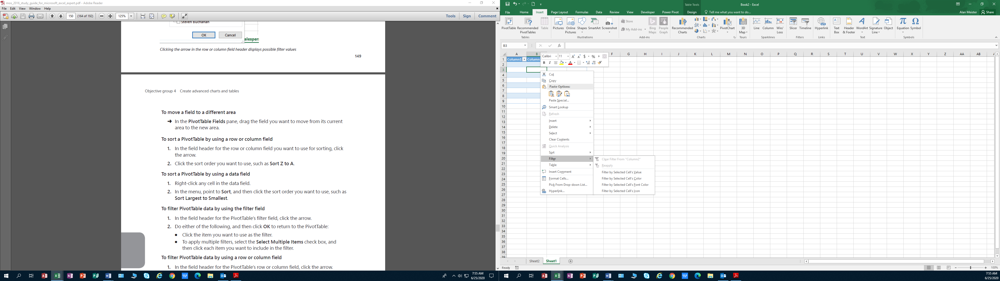 mos_2016_study_guide_for_microsoft_excel_expert.pdf - Adobe Reader
File Edit View Window Help
150 (164 of 192) 125% Tools Sign Comment
Steven Buchanan
OK Cancel
alesper
Clicking the arrow in the row or column field header displays possible filter values
149
Objective group 4 Create advanced charts and tables
To move a field to a different area
➔ In the PivotTable Fields pane, drag the field you want to move from its current
area to the new area.
To sort a PivotTable by using a row or column field
1. In the field header for the row or column field you want to use for sorting, click
the arrow.
2. Click the sort order you want to use, such as Sort Z to A.
To sort a PivotTable by using a data field
1. Right-click any cell in the data field.
2. In the menu, point to Sort, and then click the sort order you want to use, such as
Sort Largest to Smallest.
To filter PivotTable data by using the filter field
1. In the field header for the PivotTable's filter field, click the arrow.
2. Do either of the following, and then click OK to return to the PivotTable:
● Click the item you want to use as the filter.
● To apply multiple filters, select the Select Multiple Items check box, and
then click each item you want to include in the filter.
To filter PivotTable data by using a row or column field
1. In the field header for the PivotTable's row or column field, click the arrow.
7:55 AM
6/25/2020
Table Tools Book2 - Excel
File Home Insert Page Layout Formulas Data Review View Developer Power Pivot Design Tell me what you want to do... Alan Meister Share
PivotTable Recommended PivotTables Table
Tables
Pictures Online Pictures Shapes SmartArt Screenshot
Illustrations
Store
My Add-ins
Bing Maps People Graph
Add-ins
Recommended Charts PivotChart
Charts
3D Map
Tours
Line Column Win/Loss
Sparklines
Slicer Timeline
Filters
Hyperlink
Links
Text Box Header & Footer WordArt Signature Line Object
Text
Equation Symbol
Symbols
B3 fx
A B F G H I J K L M N O P Q R S T U V W X Y Z AA AB
Calibri 11 A A $ % ,
B I A
1 Column1 Column
2
3
4
5
6
7
8
9
10
11
12
13
14
15
16
17
18
19
20
21
22
23
24
25
26
27
28
29
30
31
32
33
34
35
36
37
38
39
Cut
Copy
Paste Options:
Paste Special...
Smart Lookup
Refresh
Insert
Delete
Select
Clear Contents
Quick Analysis
Sort
Filter
Table
Insert Comment
Format Cells...
Pick From Drop-down List...
Hyperlink...
Clear Filter From "Column2"
Reapply
Filter by Selected Cell's Value
Filter by Selected Cell's Color
Filter by Selected Cell's Font Color
Filter by Selected Cell's Icon
Sheet2 Sheet1
Ready 100%
7:55 AM
6/25/2020